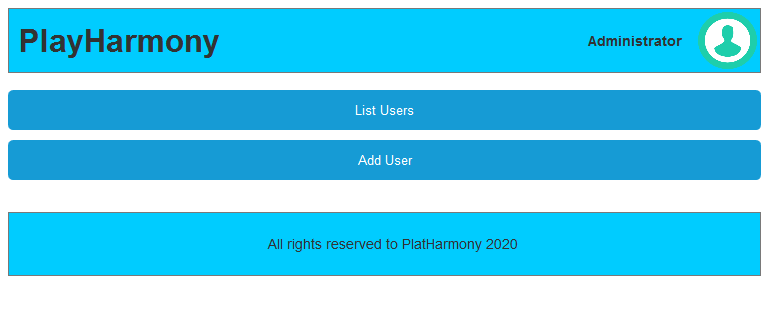 PlayHarmony
Administrator
List Users
Add User
All rights reserved to PlatHarmony 2020